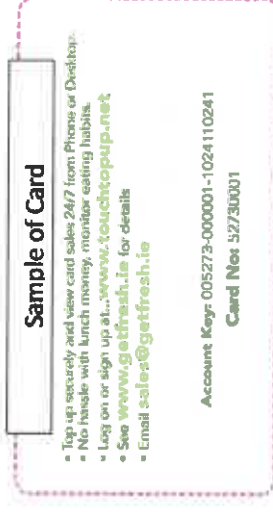 Sample of Card
• Top up securely and view card sales 24/7 from Phone or Desktop.
• No hassle with lunch money, monitor eating habits.
• Log on or sign up at...www.touchtopup.net
• See www.getfresh.ie for details
• Email sales@getfresh.ie
Account Key: 005273-000001-1024110241
Card No: 52730001